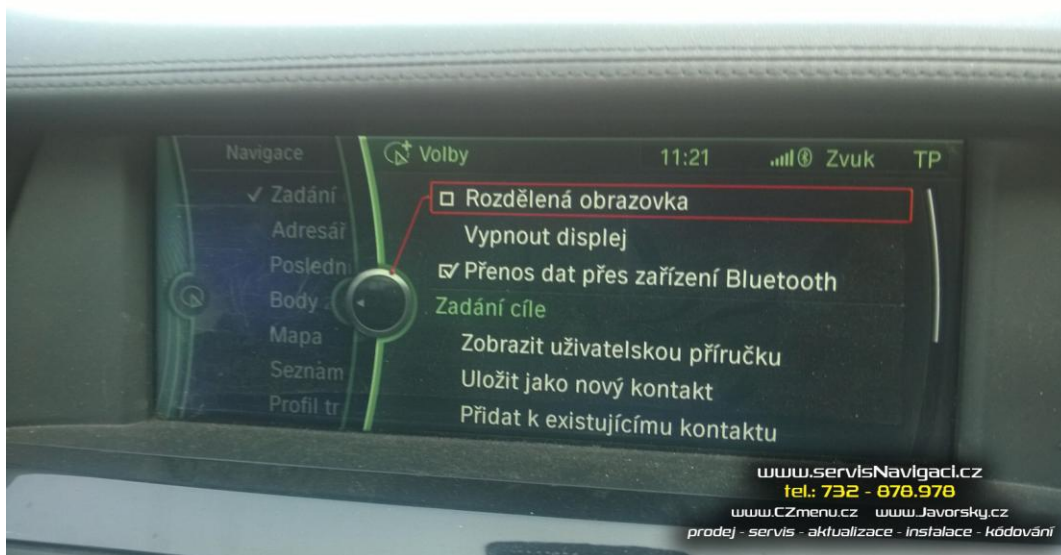 Navigace
✓ Zadání
Adresář
Posledn
Body
Mapa
Seznam
Profil tr
Volby 11:21 Zvuk TP
Rozdělená obrazovka
Vypnout displej
Přenos dat přes zařízení Bluetooth
Zadání cíle
Zobrazit uživatelskou příručku
Uložit jako nový kontakt
Přidat k existujícímu kontaktu
www.servisNavigaci.cz
tel.: 732 - 878.978
www.CZmenu.cz www.Javorsky.cz
prodej - servis - aktualizace - instalace - kódování